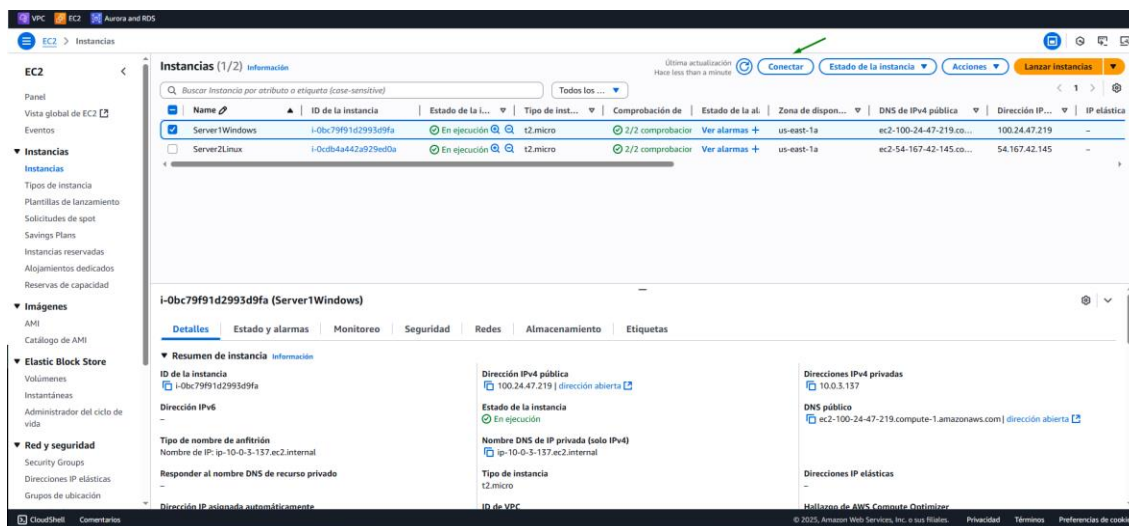 VPC EC2 Aurora and RDS
EC2 > Instancias
EC2
Panel
Vista global de EC2
Eventos
Instancias
Instancias
Tipos de instancia
Plantillas de lanzamiento
Solicitudes de spot
Savings Plans
Instancias reservadas
Alojamientos dedicados
Reservas de capacidad
Imágenes
AMI
Catálogo de AMI
Elastic Block Store
Volúmenes
Instantáneas
Administrador del ciclo de
vida
Red y seguridad
Security Groups
Direcciones IP elásticas
Grupos de ubicación
Instancias (1/2) Información
Última actualización
Hace less than a minute
Conectar Estado de la instancia Acciones Lanzar instancias
Buscar Instancia por atributo o etiqueta (case-sensitive) Todos los ... 1
Name ID de la instancia Estado de la i... Tipo de inst... Comprobación de Estado de la al: Zona de dispon... DNS de IPv4 pública Dirección IP... IP elástica
Server1Windows i-0bc79f91d2993d9fa En ejecución t2.micro 2/2 comprobacior Ver alarmas + us-east-1a ec2-100-24-47-219.co... 100.24.47.219 –
Server2Linux i-0cdb4a442a929ed0a En ejecución t2.micro 2/2 comprobacior Ver alarmas + us-east-1a ec2-54-167-42-145.co... 54.167.42.145 –
i-0bc79f91d2993d9fa (Server1Windows)
Detalles Estado y alarmas Monitoreo Seguridad Redes Almacenamiento Etiquetas
Resumen de instancia Información
ID de la instancia Dirección IPv4 pública Direcciones IPv4 privadas
i-0bc79f91d2993d9fa 100.24.47.219 | dirección abierta 10.0.3.137
Dirección IPv6 Estado de la instancia DNS público
– En ejecución ec2-100-24-47-219.compute-1.amazonaws.com | dirección abierta
Tipo de nombre de anfitrión Nombre DNS de IP privada (solo IPv4)
Nombre de IP: ip-10-0-3-137.ec2.internal ip-10-0-3-137.ec2.internal
Responder al nombre DNS de recurso privado Tipo de instancia Direcciones IP elásticas
– t2.micro –
Dirección IP asignada automáticamente ID de VPC Hallazgo de AWS Compute Optimizer
CloudShell Comentarios © 2025, Amazon Web Services, Inc. o sus filiales. Privacidad Términos Preferencias de cookie